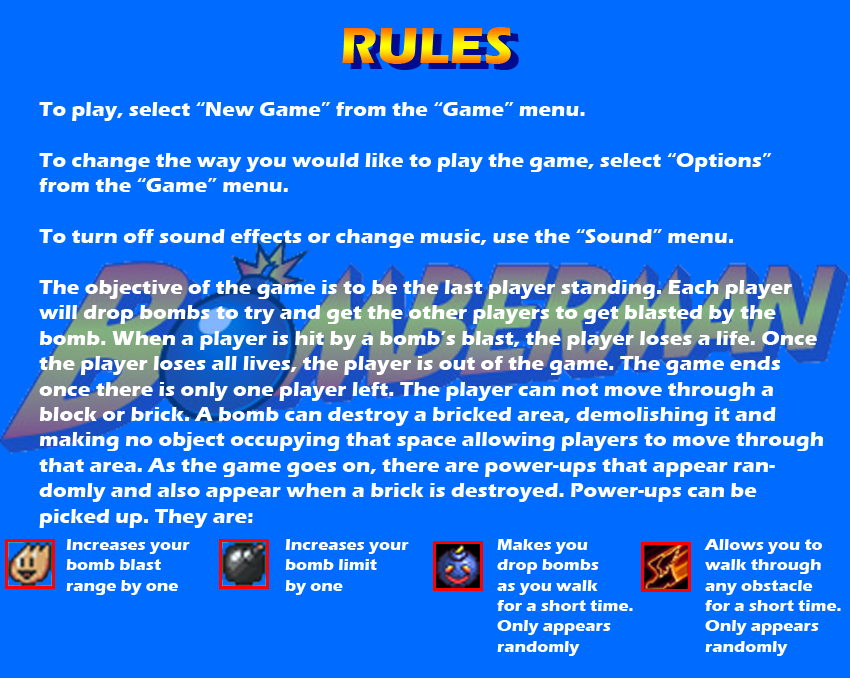 RULES
To play, select “New Game” from the “Game” menu.
To change the way you would like to play the game, select “Options”
from the “Game” menu.
To turn off sound effects or change music, use the “Sound” menu.
BOMBERMAN
The objective of the game is to be the last player standing. Each player
will drop bombs to try and get the other players to get blasted by the
bomb. When a player is hit by a bomb’s blast, the player loses a life. Once
the player loses all lives, the player is out of the game. The game ends
once there is only one player left. The player can not move through a
block or brick. A bomb can destroy a bricked area, demolishing it and
making no object occupying that space allowing players to move through
that area. As the game goes on, there are power-ups that appear ran-
domly and also appear when a brick is destroyed. Power-ups can be
picked up. They are:
Increases your
bomb blast
range by one
Increases your
bomb limit
by one
Makes you
drop bombs
as you walk
for a short time.
Only appears
randomly
Allows you to
walk through
any obstacle
for a short time.
Only appears
randomly